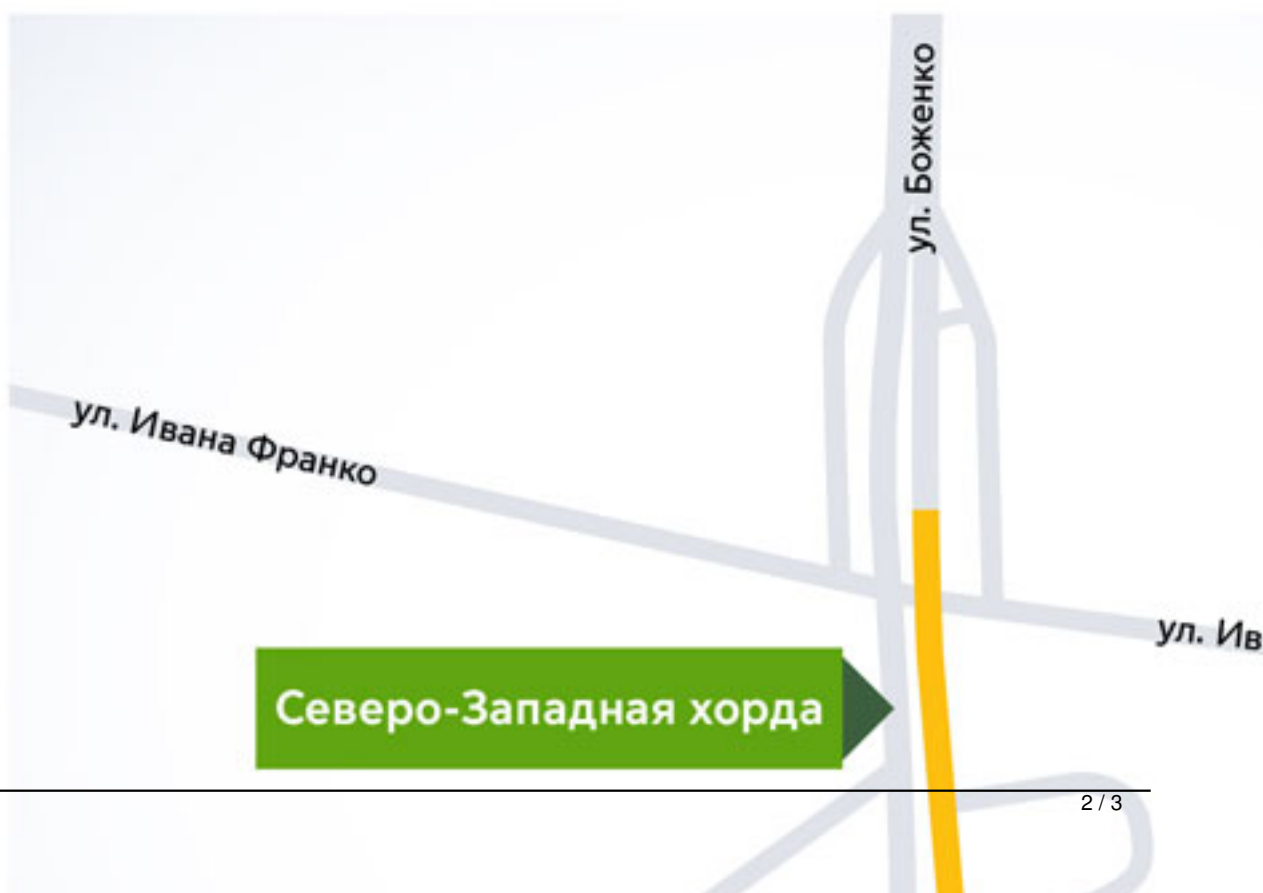 ул. Боженко
ул. Ивана Франко
ул. Ив
Северо-Западная хорда
2 / 3